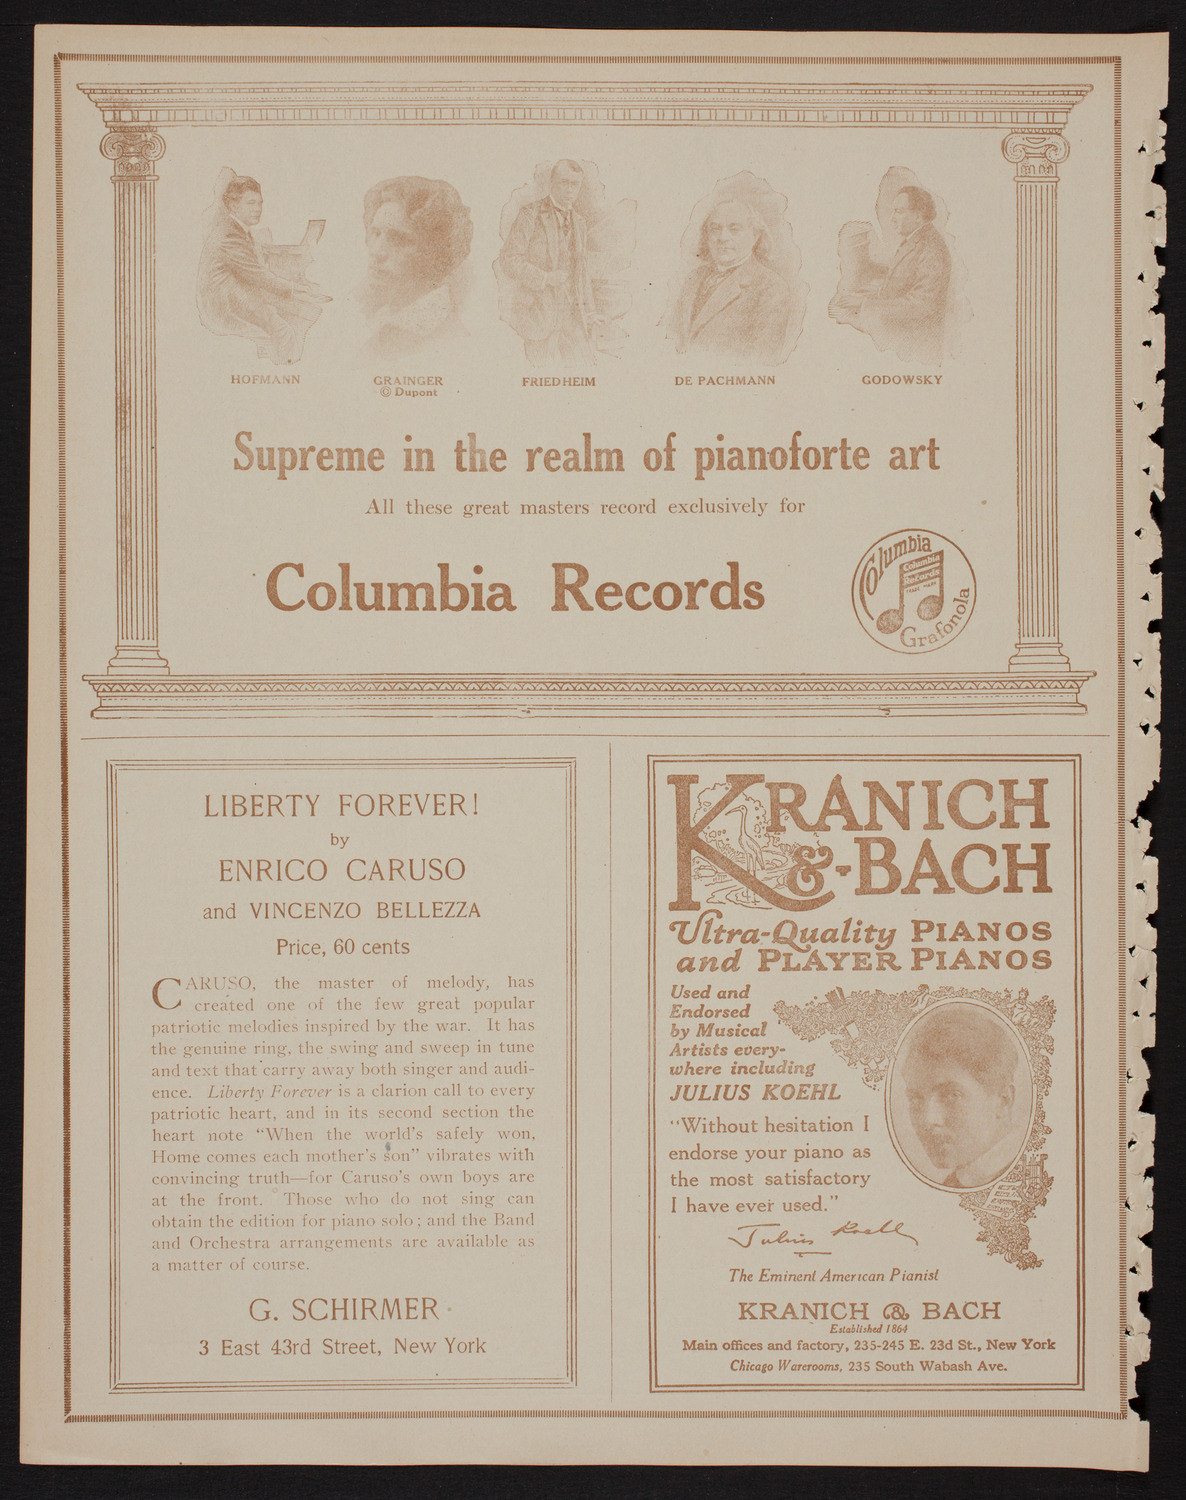 HOFMANN
GRAINGER
© Dupont
FRIEDHEIM
DE PACHMANN
GODOWSKY
Supreme in the realm of pianoforte art
All these great masters record exclusively for
Columbia Records
Columbia
Columbia
Records
TRADE MARK
Grafonola
LIBERTY FOREVER!
by
ENRICO CARUSO
and VINCENZO BELLEZZA
Price, 60 cents
CARUSO, the master of melody, has
created one of the few great popular
patriotic melodies inspired by the war. It has
the genuine ring, the swing and sweep in tune
and text that carry away both singer and audi-
ence. Liberty Forever is a clarion call to every
patriotic heart, and in its second section the
heart note “When the world’s safely won,
Home comes each mother’s son” vibrates with
convincing truth—for Caruso’s own boys are
at the front. Those who do not sing can
obtain the edition for piano solo; and the Band
and Orchestra arrangements are available as
a matter of course.
G. SCHIRMER
3 East 43rd Street, New York
KRANICH
&-BACH
Ultra-Quality PIANOS
and PLAYER PIANOS
Used and
Endorsed
by Musical
Artists every-
where including
JULIUS KOEHL
“Without hesitation I
endorse your piano as
the most satisfactory
I have ever used.”
Julius Koehl
The Eminent American Pianist
KRANICH & BACH
Established 1864
Main offices and factory, 235-245 E. 23d St., New York
Chicago Warerooms, 235 South Wabash Ave.